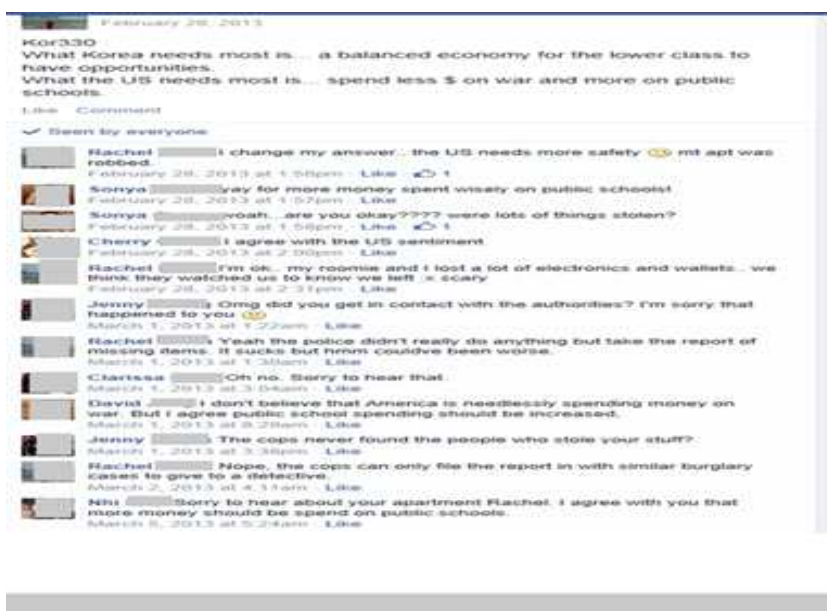 February 28, 2013
Kor330
What Korea needs most is... a balanced economy for the lower class to
have opportunities.
What the US needs most is... spend less $ on war and more on public
schools.
Like Comment
Seen by everyone
Rachel I change my answer.. the US needs more safety mt apt was
robbed.
February 28, 2013 at 1:56pm Like 1
Sonya yay for more money spent wisely on public schools!
February 28, 2013 at 1:57pm Like
Sonya woah...are you okay???? were lots of things stolen?
February 28, 2013 at 1:58pm Like 1
Cherry I agree with the US sentiment
February 28, 2013 at 2:00pm Like
Rachel I'm ok.. my roomie and I lost a lot of electronics and wallets.. we
think they watched us to know we left :x scary
February 28, 2013 at 2:31pm Like
Jenny Omg did you get in contact with the authorities? I'm sorry that
happened to you
March 1, 2013 at 1:22am Like
Rachel Yeah the police didn't really do anything but take the report of
missing items. It sucks but hmm couldve been worse.
March 1, 2013 at 1:38am Like
Clarissa Oh no. Sorry to hear that.
March 1, 2013 at 3:04am Like
David I don't believe that America is needlessly spending money on
war. But I agree public school spending should be increased.
March 1, 2013 at 8:29am Like
Jenny The cops never found the people who stole your stuff?
March 1, 2013 at 3:36pm Like
Rachel Nope, the cops can only file the report in with similar burglary
cases to give to a detective.
March 2, 2013 at 4:11am Like
Nhi Sorry to hear about your apartment Rachel. I agree with you that
more money should be spend on public schools.
March 5, 2013 at 5:24am Like